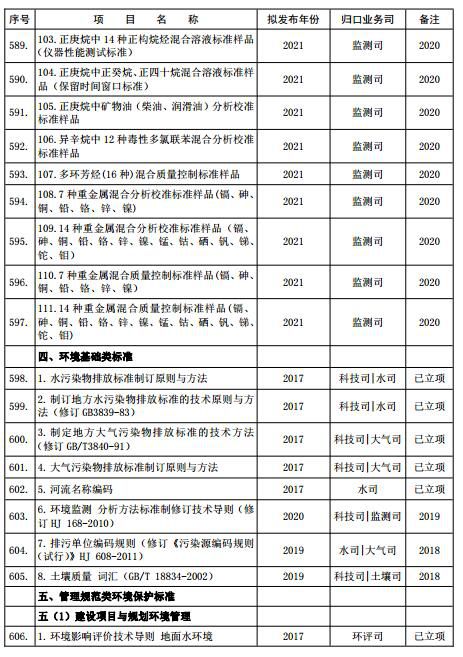 序号 项 目 名 称 拟发布年份 归口业务司 备注
589. 103.正庚烷中14种正构烷烃混合溶液标准样品 2021 监测司 2020
（仪器性能测试标准）
590. 104.正庚烷中正癸烷、正四十烷混合溶液标准样 2021 监测司 2020
品（保留时间窗口标准）
591. 105.正庚烷中矿物油（柴油、润滑油）分析校准 2021 监测司 2020
标准样品
592. 106.异辛烷中12种毒性多氯联苯混合分析校准 2021 监测司 2020
标准样品
593. 107.多环芳烃(16种)混合质量控制标准样品 2021 监测司 2020
594. 108.7种重金属混合分析校准标准样品(镉、砷、 2021 监测司 2020
铜、铅、铬、锌、镍)
595. 109.14种重金属混合分析校准标准样品（镉、 2021 监测司 2020
砷、铜、铅、铬、锌、镍、锰、钴、硒、钒、锑、
铊、钼）
596. 110.7种重金属混合质量控制标准样品(镉、砷、 2021 监测司 2020
铜、铅、铬、锌、镍）
597. 111.14种重金属混合质量控制标准样品(镉、 2021 监测司 2020
砷、铜、铅、铬、锌、镍、锰、钴、硒、钒、锑、
铊、钼)
四、环境基础类标准
598. 1.水污染物排放标准制订原则与方法 2017 科技司|水司 已立项
599. 2.制订地方水污染物排放标准的技术原则与方 2017 科技司|水司 已立项
法（修订GB3839-83）
600. 3.制定地方大气污染物排放标准的技术方法 2017 科技司|大气司 已立项
（修订GB/T3840-91）
601. 4.大气污染物排放标准制订原则与方法 2017 科技司|大气司 已立项
602. 5.河流名称编码 2017 水司 已立项
603. 6.环境监测 分析方法标准制修订技术导则（修 2020 科技司|监测司 2019
订HJ 168-2010）
604. 7.排污单位编码规则（修订《污染源编码规则 2019 水司|大气司 2018
（试行）》HJ 608-2011）
605. 8.土壤质量 词汇（GB/T 18834-2002） 2019 科技司|土壤司 2018
五、管理规范类环境保护标准
五（1）建设项目与规划环境管理
606. 1.环境影响评价技术导则 地面水环境 2017 环评司 已立项